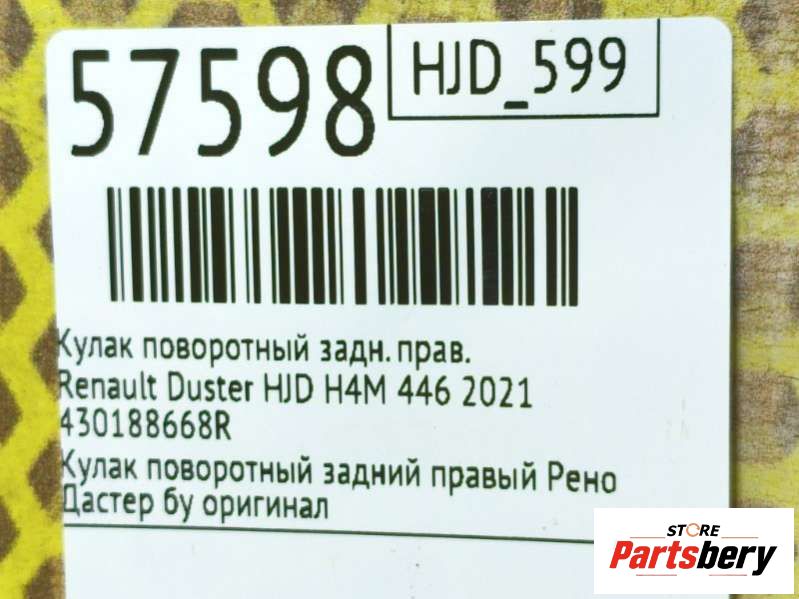 57598
HJD_599
Кулак поворотный задн. прав.
Renault Duster HJD H4M 446 2021
430188668R
Кулак поворотный задний правый Рено
Дастер бу оригинал
STORE
Partsbery